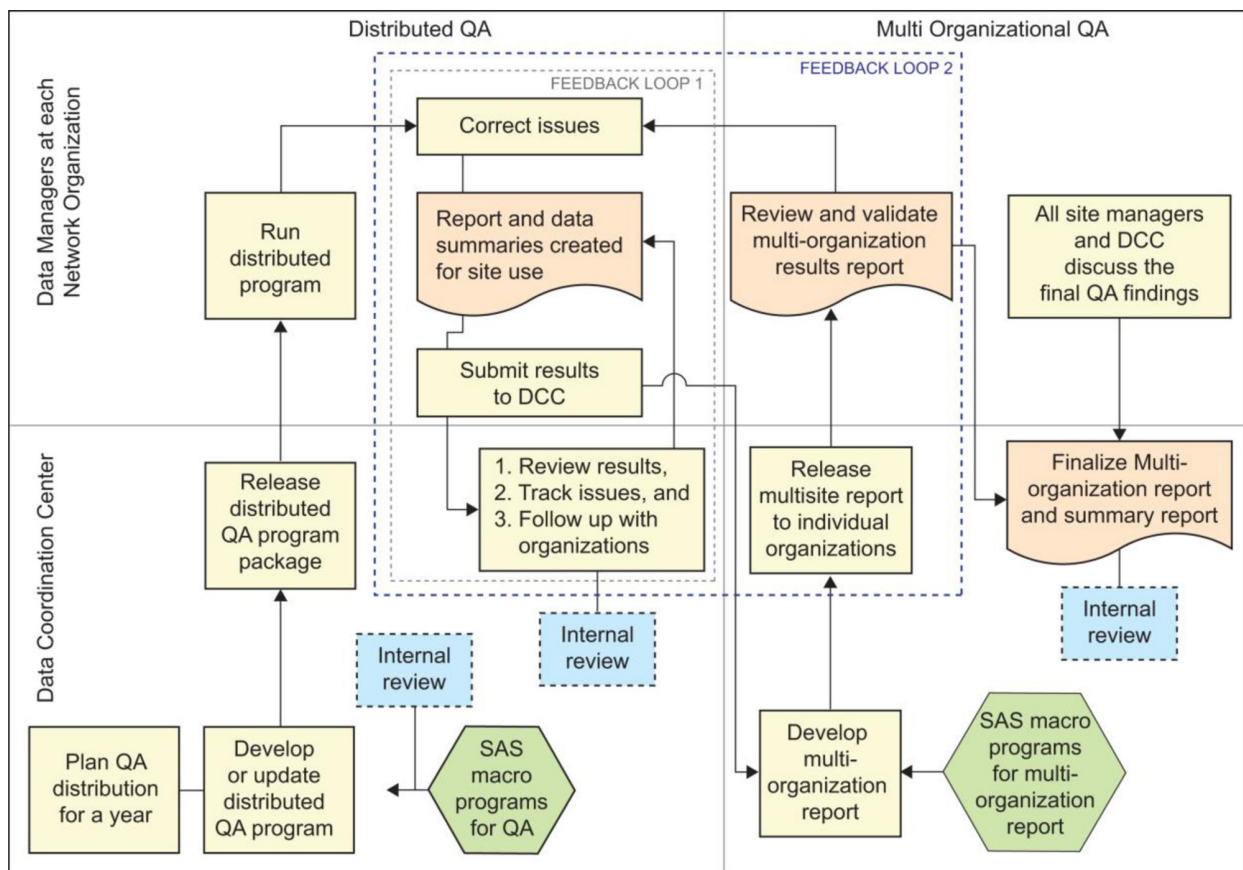 Distributed QA
Multi Organizational QA
FEEDBACK LOOP 2
FEEDBACK LOOP 1
Data Managers at each
Network Organization
Correct issues
Run
distributed
program
Report and data
summaries created
for site use
Review and validate
multi-organization
results report
All site managers
and DCC
discuss the
final QA findings
Submit results
to DCC
Data Coordination Center
Release
distributed
QA program
package
1. Review results,
2. Track issues, and
3. Follow up with
organizations
Release
multisite report
to individual
organizations
Finalize Multi-
organization report
and summary report
Internal
review
Internal
review
Internal
review
Plan QA
distribution
for a year
Develop
or update
distributed
QA program
SAS
macro
programs
for QA
Develop
multi-
organization
report
SAS macro
programs
for multi-
organization
report